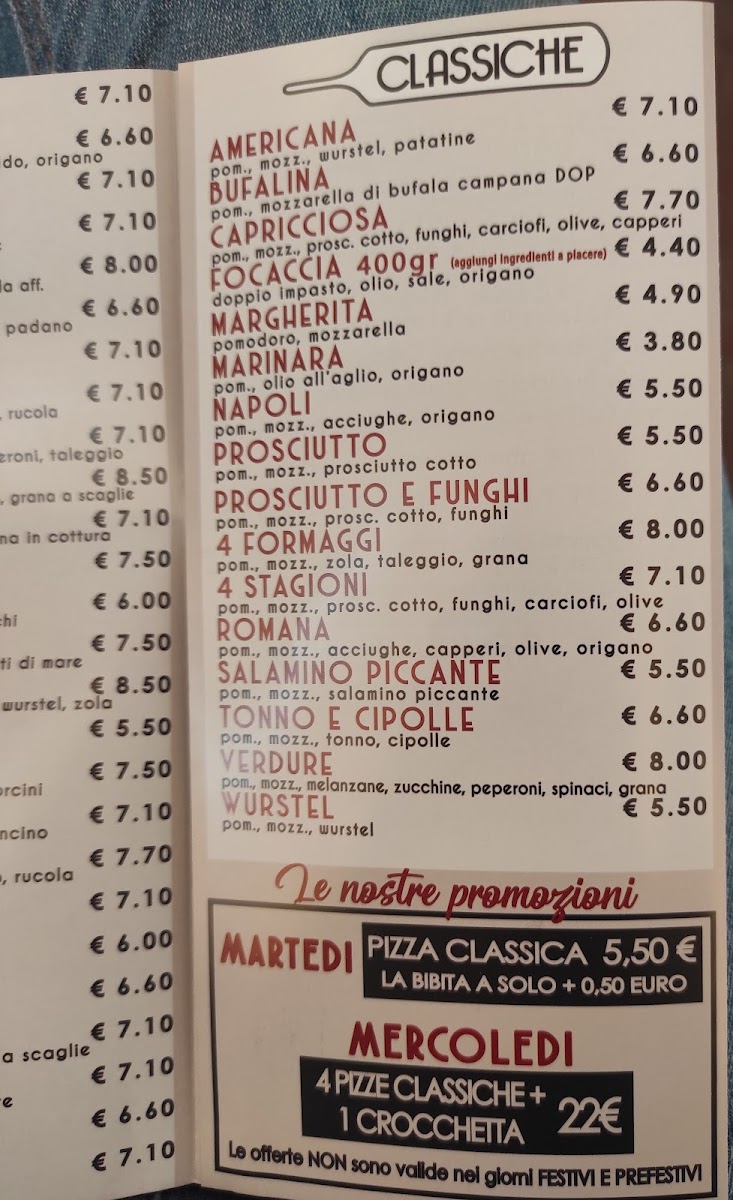 € 7.10
€ 6.60
do, origano
€ 7.10
€ 7.10
€ 8.00
la aff.
€ 6.60
padano
€ 7.10
€ 7.10
, rucola
€ 7.10
eroni, taleggio
€ 8.50
, grana a scaglie
€ 7.10
na in cottura
€ 7.50
€ 6.00
chi
€ 7.50
ti di mare
€ 8.50
wurstel, zola
€ 5.50
€ 7.50
orcini
€ 7.10
ncino
€ 7.70
, rucola
€ 7.10
€ 6.00
€ 6.60
€ 7.10
a scaglie
€ 7.10
e
€ 6.60
€ 7.10
CLASSICHE
AMERICANA € 7.10
pom., mozz., wurstel, patatine
BUFALINA € 6.60
pom., mozzarella di bufala campana DOP
CAPRICCIOSA € 7.70
pom., mozz., prosc. cotto, funghi, carciofi, olive, capperi
FOCACCIA 400gr (aggiungi ingredienti a piacere) € 4.40
doppio impasto, olio, sale, origano
MARGHERITA € 4.90
pomodoro, mozzarella
MARINARA € 3.80
pom., olio all'aglio, origano
NAPOLI € 5.50
pom., mozz., acciughe, origano
PROSCIUTTO € 5.50
pom., mozz., prosciutto cotto
PROSCIUTTO E FUNGHI € 6.60
pom., mozz., prosc. cotto, funghi
4 FORMAGGI € 8.00
pom., mozz., zola, taleggio, grana
4 STAGIONI € 7.10
pom., mozz., prosc. cotto, funghi, carciofi, olive
ROMANA € 6.60
pom., mozz., acciughe, capperi, olive, origano
SALAMINO PICCANTE € 5.50
pom., mozz., salamino piccante
TONNO E CIPOLLE € 6.60
pom., mozz., tonno, cipolle
VERDURE € 8.00
pom., mozz., melanzane, zucchine, peperoni, spinaci, grana
WURSTEL € 5.50
pom., mozz., wurstel
Le nostre promozioni
MARTEDI PIZZA CLASSICA 5,50 €
LA BIBITA A SOLO + 0,50 EURO
MERCOLEDI
4 PIZZE CLASSICHE +
1 CROCCHETTA 22€
Le offerte NON sono valide nei giorni FESTIVI E PREFESTIVI